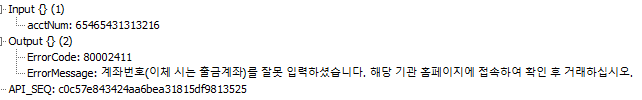 Input {} (1)
acctNum: 65465431313216
Output {} (2)
ErrorCode: 80002411
ErrorMessage: 계좌번호(이체 시는 출금계좌)를 잘못 입력하셨습니다. 해당 기관 홈페이지에 접속하여 확인 후 거래하십시오.
API_SEQ: c0c57e843424aa6bea31815df9813525